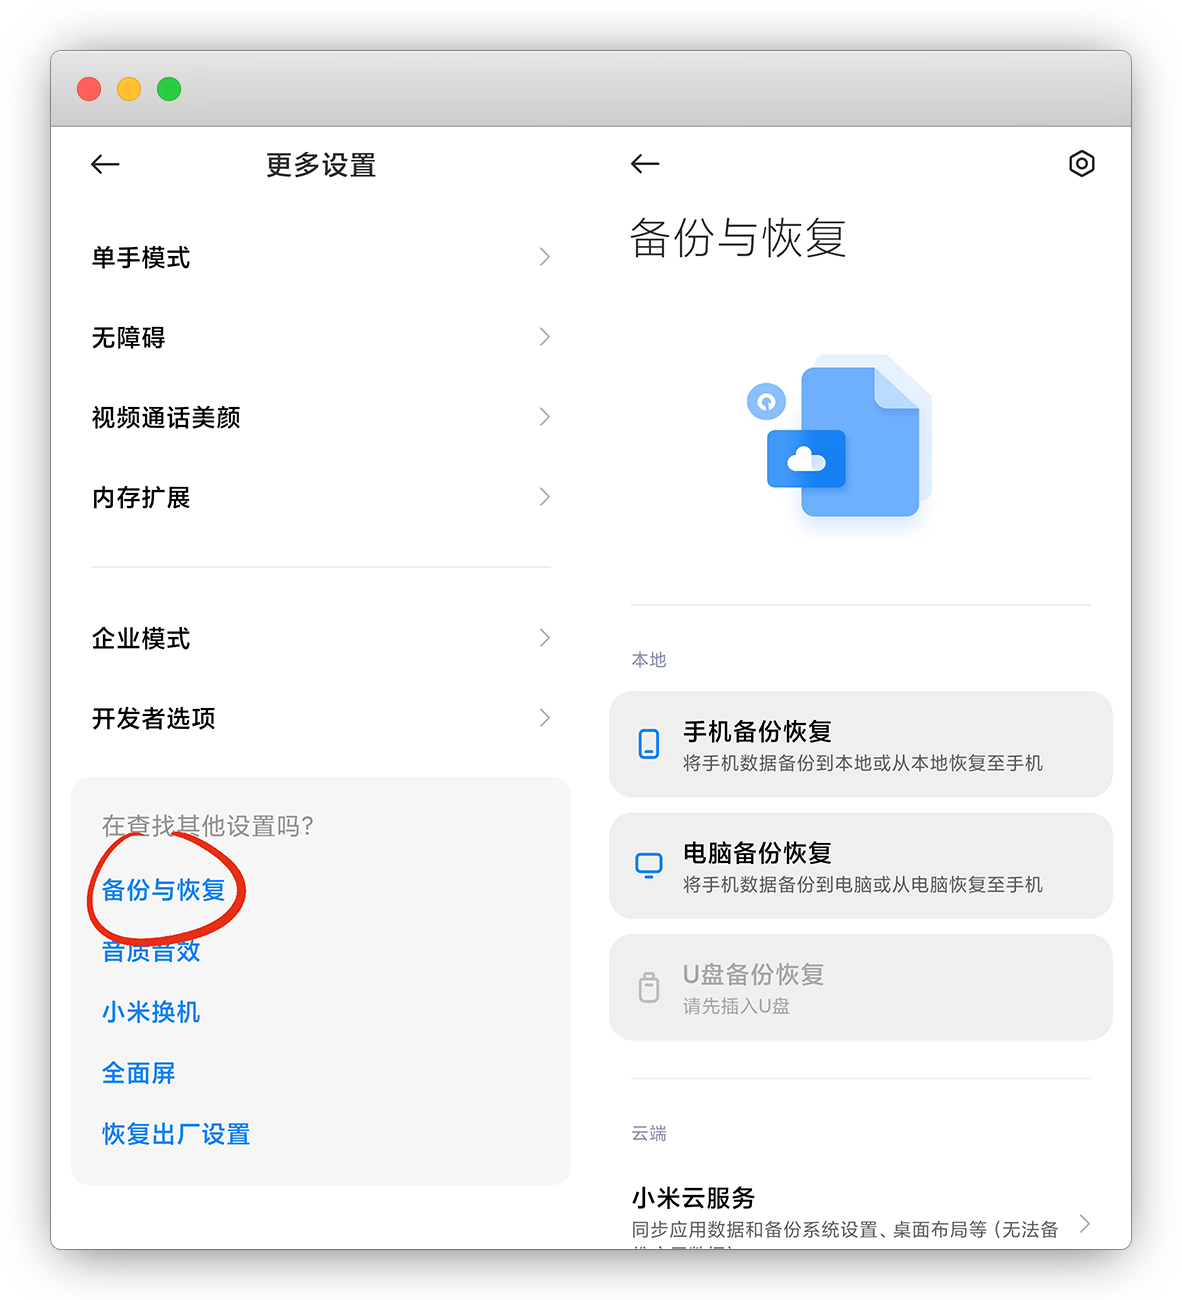 更多设置
单手模式
无障碍
视频通话美颜
内存扩展
企业模式
开发者选项
在查找其他设置吗?
备份与恢复
音质音效
小米换机
全面屏
恢复出厂设置
备份与恢复
本地
手机备份恢复
将手机数据备份到本地或从本地恢复至手机
电脑备份恢复
将手机数据备份到电脑或从电脑恢复至手机
U盘备份恢复
请先插入U盘
云端
小米云服务
同步应用数据和备份系统设置、桌面布局等（无法备